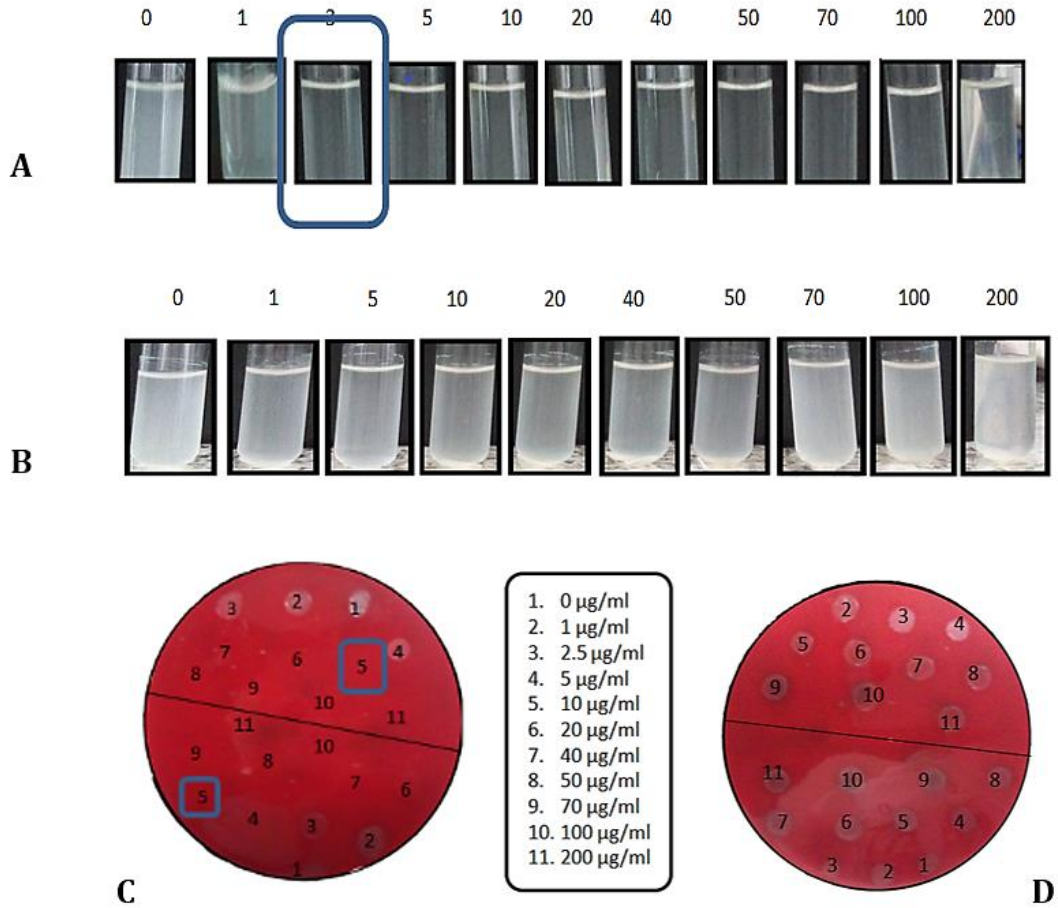 0 1 3 5 10 20 40 50 70 100 200
A
0 1 5 10 20 40 50 70 100 200
B
3 2 1
7 6 5 4
8 9 10 11
11 10
9 8 7 6
5 4 3 2
1
C
1. 0 µg/ml
2. 1 µg/ml
3. 2.5 µg/ml
4. 5 µg/ml
5. 10 µg/ml
6. 20 µg/ml
7. 40 µg/ml
8. 50 µg/ml
9. 70 µg/ml
10. 100 µg/ml
11. 200 µg/ml
2 3 4
5 6 7 8
9 10 11
11 10 9 8
7 6 5 4
3 2 1
D